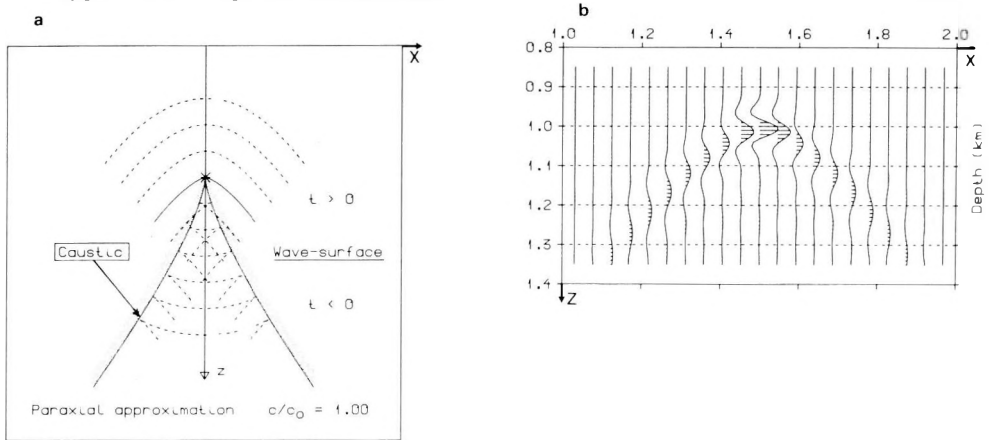 a
X
t > 0
Caustic
Wave-surface
t < 0
z
Paraxial approximation c/c₀ = 1.00
b
1.0 1.2 1.4 1.6 1.8 2.0
X
0.8
0.9
1.0
1.1
1.2
1.3
1.4
Z
Depth (km)